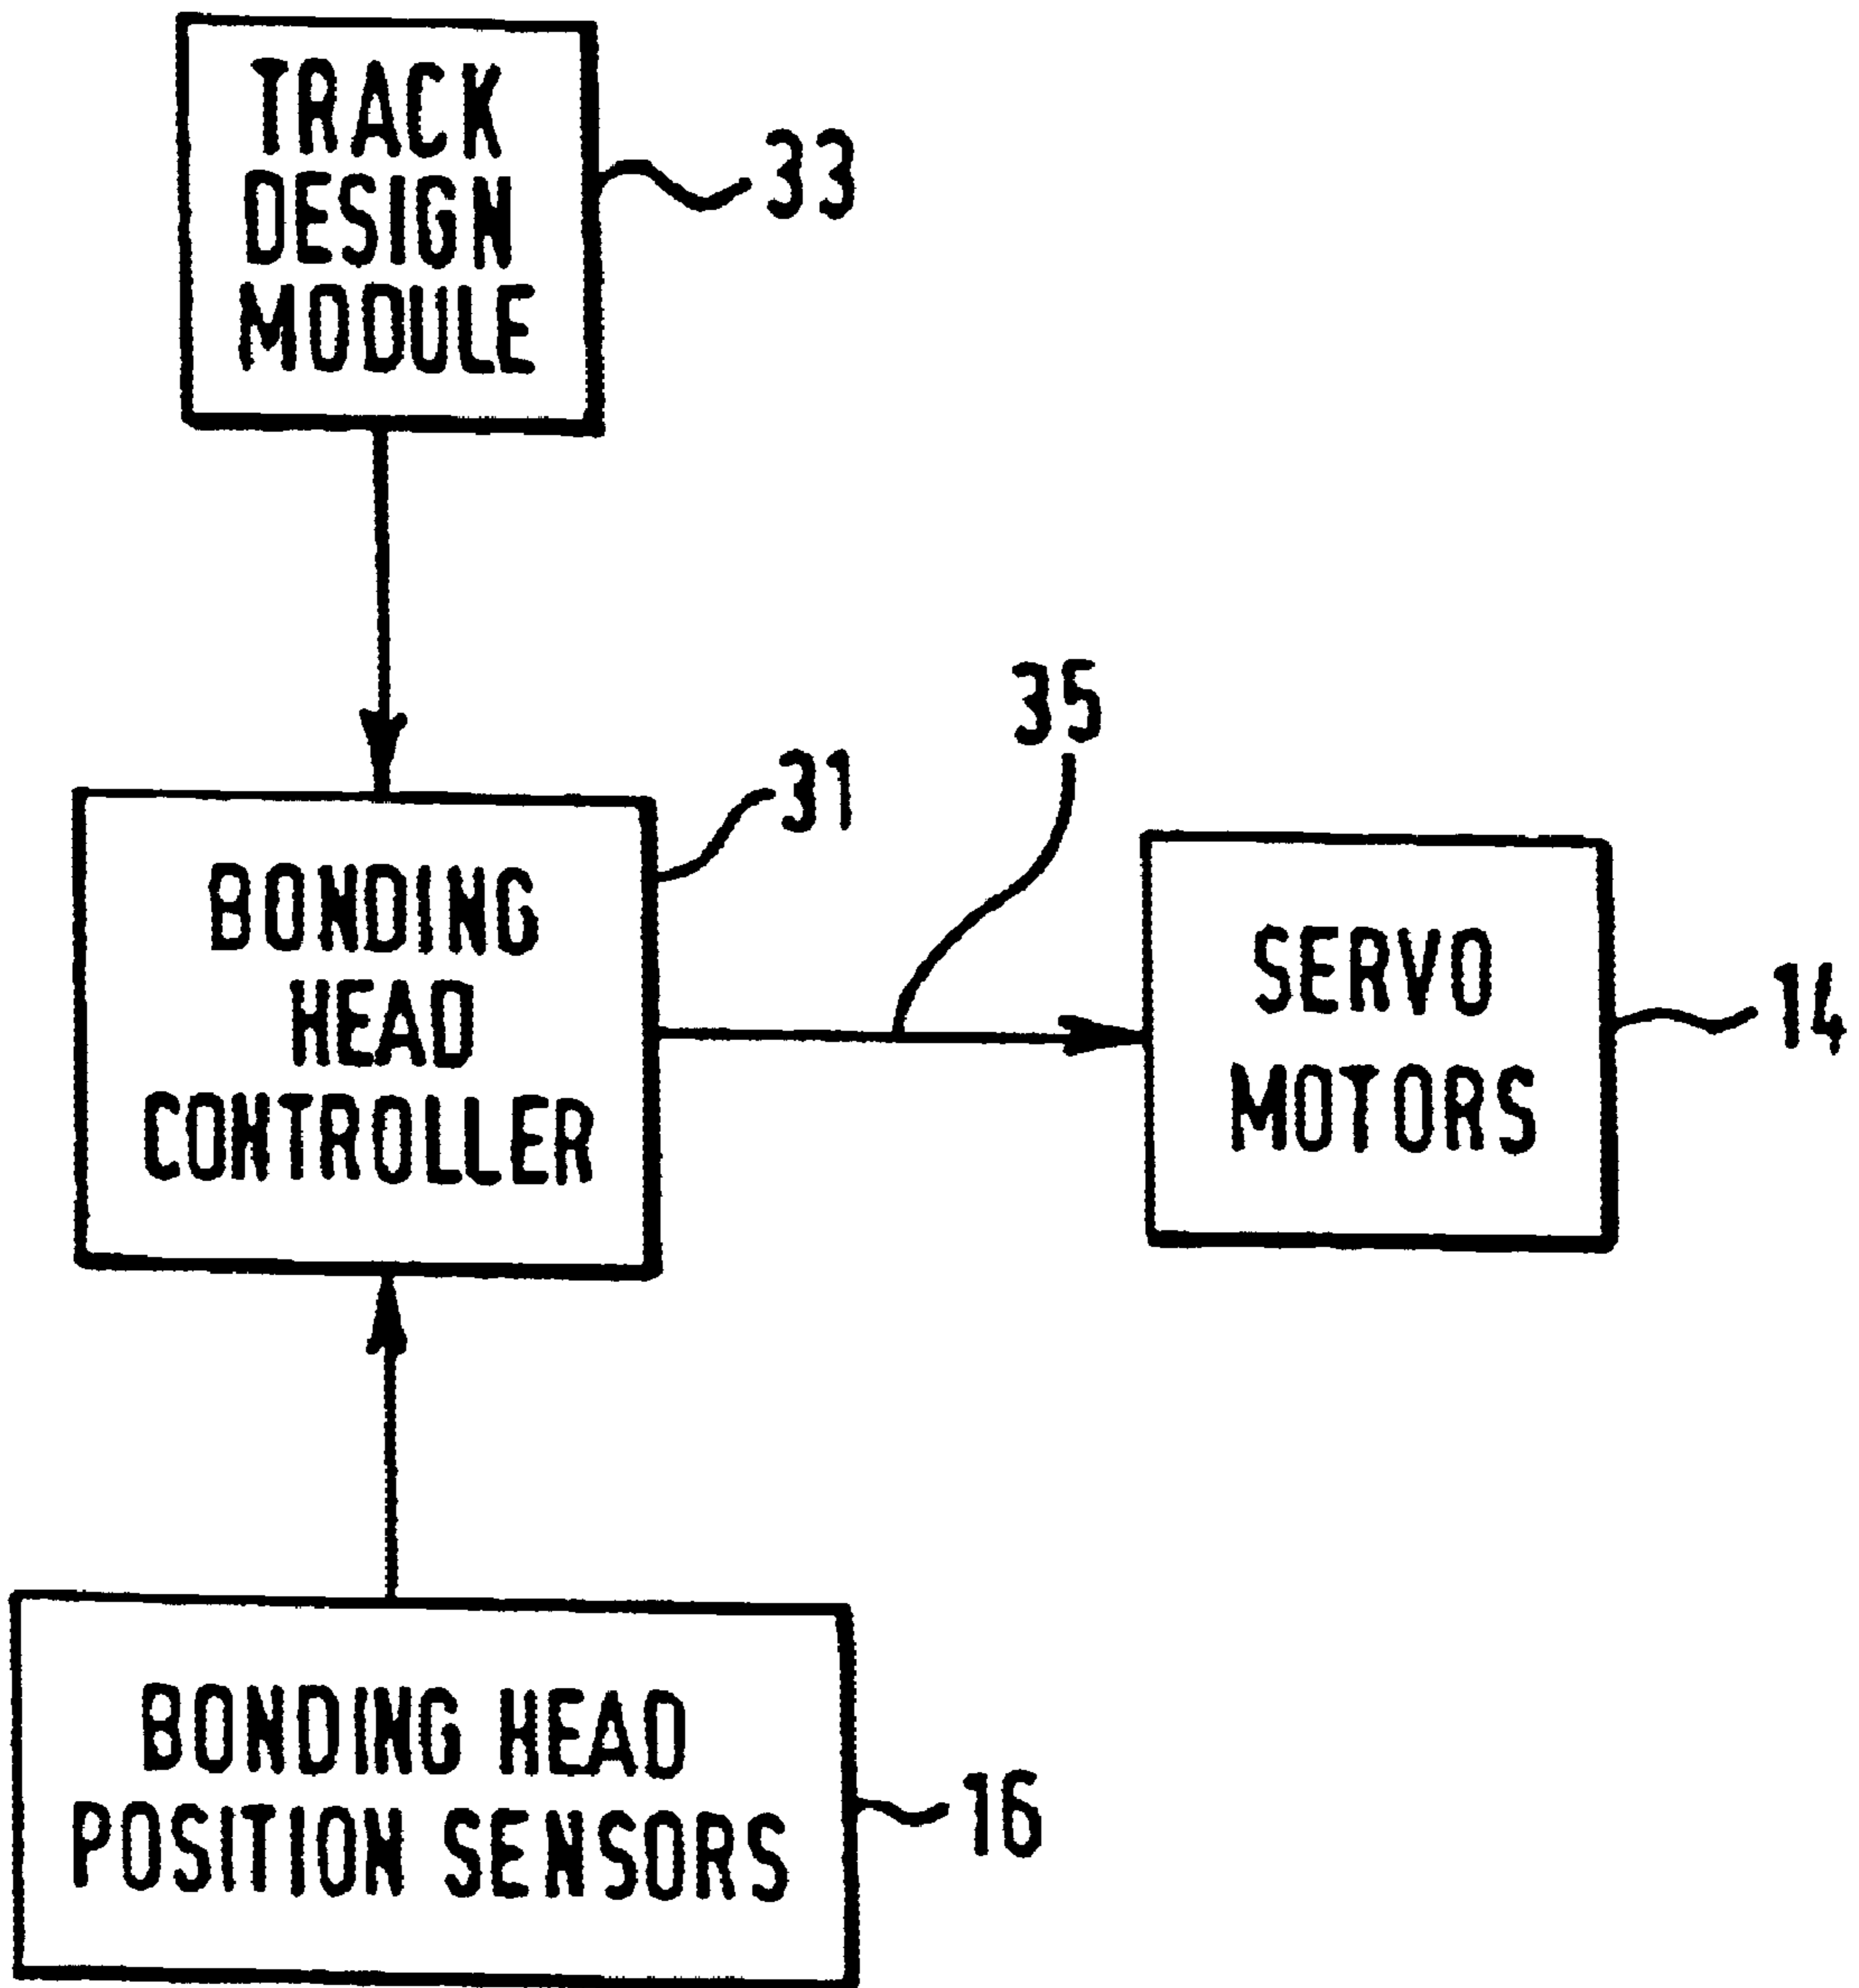 TRACK
DESIGN
MODULE
33
35
31
BONDING
HEAD
CONTROLLER
SERVO
MOTORS
14
BONDING HEAD
POSITION SENSORS
16